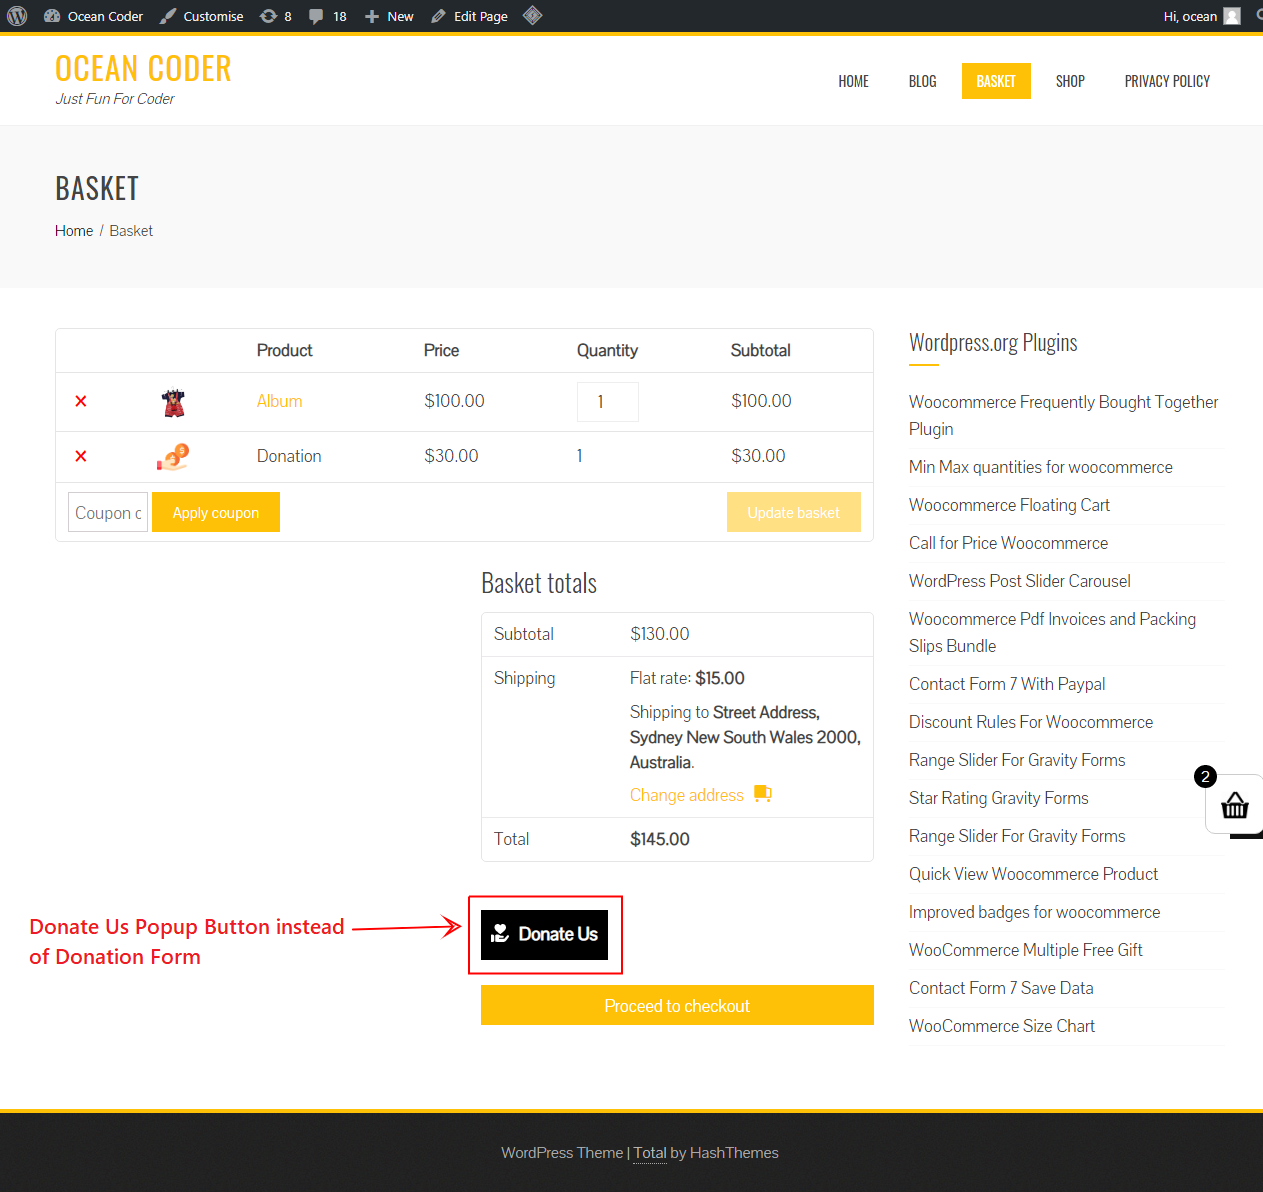 Ocean Coder Customise 8 18 New Edit Page Hi, ocean
OCEAN CODER
Just Fun For Coder
HOME BLOG BASKET SHOP PRIVACY POLICY
BASKET
Home / Basket
Product Price Quantity Subtotal
× Album $100.00 1 $100.00
× Donation $30.00 1 $30.00
Coupon c Apply coupon Update basket
Basket totals
Subtotal $130.00
Shipping Flat rate: $15.00
Shipping to Street Address,
Sydney New South Wales 2000,
Australia.
Change address
Total $145.00
Donate Us Popup Button instead
of Donation Form
Donate Us
Proceed to checkout
Wordpress.org Plugins
Woocommerce Frequently Bought Together
Plugin
Min Max quantities for woocommerce
Woocommerce Floating Cart
Call for Price Woocommerce
WordPress Post Slider Carousel
Woocommerce Pdf Invoices and Packing
Slips Bundle
Contact Form 7 With Paypal
Discount Rules For Woocommerce
Range Slider For Gravity Forms
Star Rating Gravity Forms
Range Slider For Gravity Forms
Quick View Woocommerce Product
Improved badges for woocommerce
WooCommerce Multiple Free Gift
Contact Form 7 Save Data
WooCommerce Size Chart
2
WordPress Theme | Total by HashThemes